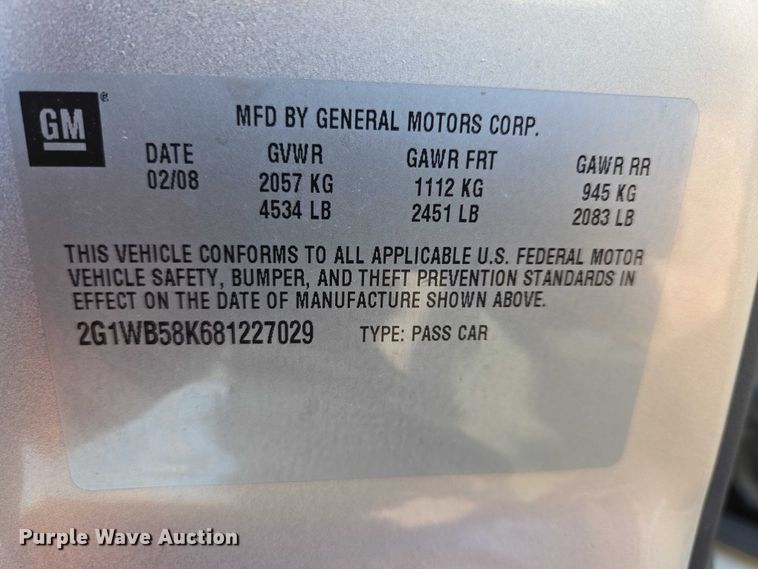 GM®
MFD BY GENERAL MOTORS CORP.
DATE GVWR GAWR FRT GAWR RR
02/08 2057 KG 1112 KG 945 KG
4534 LB 2451 LB 2083 LB
THIS VEHICLE CONFORMS TO ALL APPLICABLE U.S. FEDERAL MOTOR
VEHICLE SAFETY, BUMPER, AND THEFT PREVENTION STANDARDS IN
EFFECT ON THE DATE OF MANUFACTURE SHOWN ABOVE.
2G1WB58K681227029 TYPE: PASS CAR
Purple Wave Auction